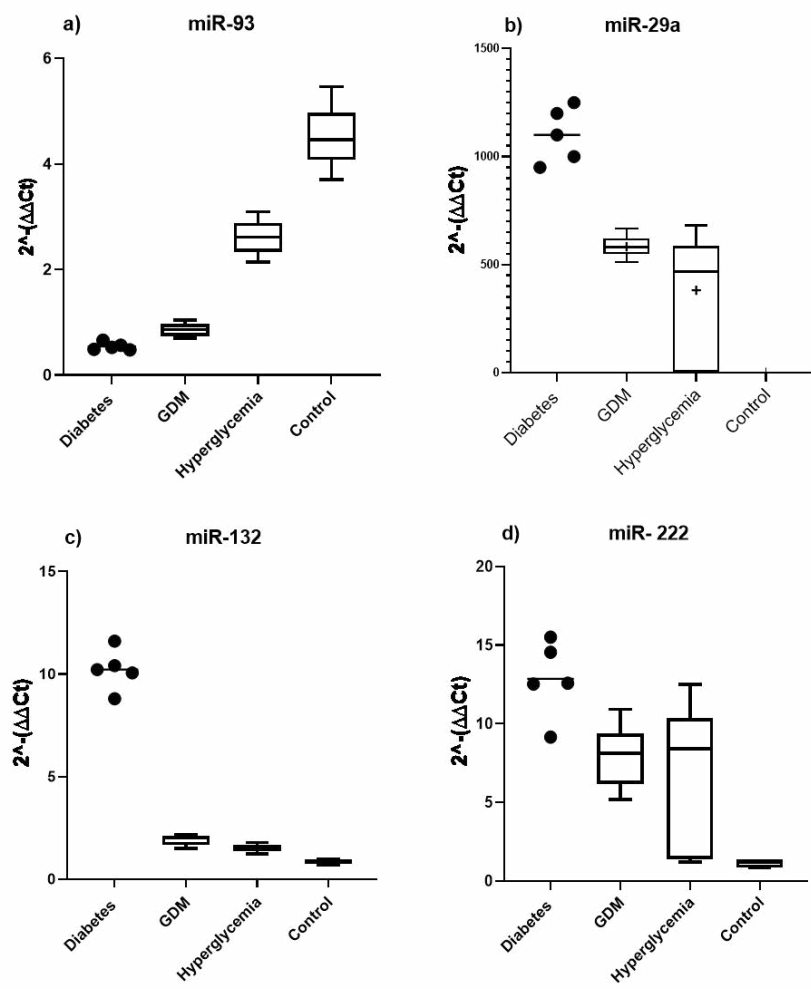 a) miR-93
6
4
2
0
2^-(ΔΔCt)
Diabetes
GDM
Hyperglycemia
Control
b) miR-29a
1500
1000
500
0
2^-(ΔΔCt)
Diabetes
GDM
Hyperglycemia
Control
c) miR-132
15
10
5
0
2^-(ΔΔCt)
Diabetes
GDM
Hyperglycemia
Control
d) miR- 222
20
15
10
5
0
2^-(ΔΔCt)
Diabetes
GDM
Hyperglycemia
Control